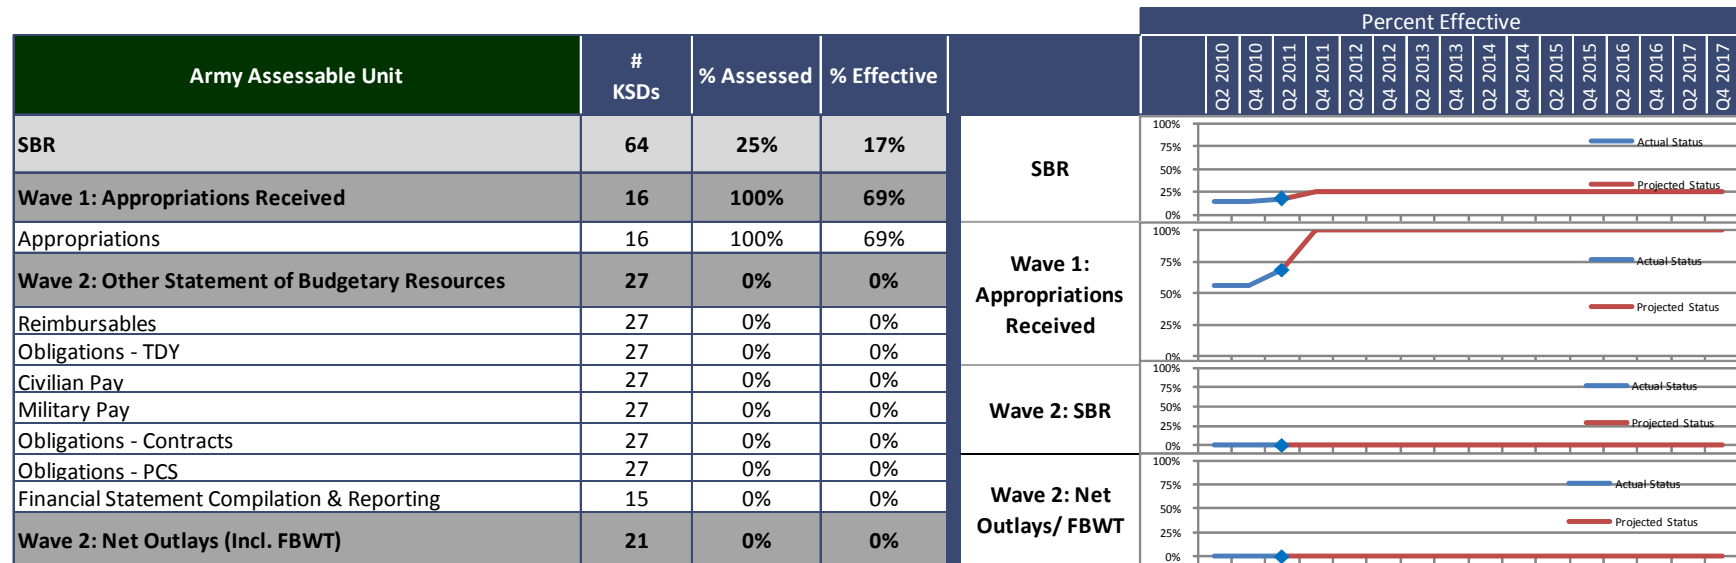 Percent Effective
Army Assessable Unit # KSDs % Assessed % Effective
Q2 2010 Q4 2010 Q2 2011 Q4 2011 Q2 2012 Q4 2012 Q2 2013 Q4 2013 Q2 2014 Q4 2014 Q2 2015 Q4 2015 Q2 2016 Q4 2016 Q2 2017 Q4 2017
SBR 64 25% 17%
Wave 1: Appropriations Received 16 100% 69%
Appropriations 16 100% 69%
Wave 2: Other Statement of Budgetary Resources 27 0% 0%
Reimbursables 27 0% 0%
Obligations - TDY 27 0% 0%
Civilian Pay 27 0% 0%
Military Pay 27 0% 0%
Obligations - Contracts 27 0% 0%
Obligations - PCS 27 0% 0%
Financial Statement Compilation & Reporting 15 0% 0%
Wave 2: Net Outlays (Incl. FBWT) 21 0% 0%
SBR
100%
75%
50%
25%
0%
Actual Status
Projected Status
Wave 1:
Appropriations
Received
100%
75%
50%
25%
0%
Actual Status
Projected Status
Wave 2: SBR
100%
75%
50%
25%
0%
Actual Status
Projected Status
Wave 2: Net
Outlays/ FBWT
100%
75%
50%
25%
0%
Actual Status
Projected Status